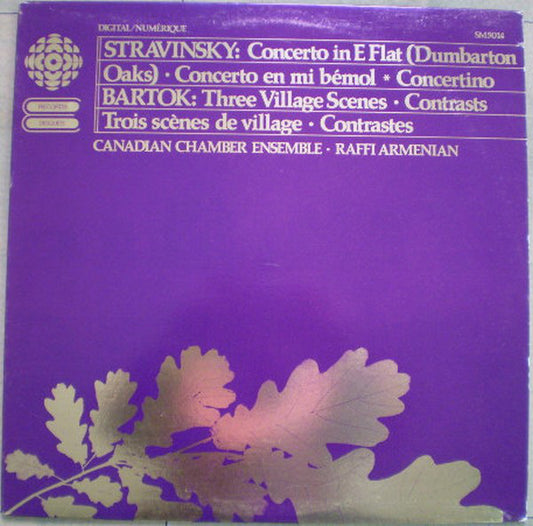 DIGITAL/NUMÉRIQUE SM5014
STRAVINSKY: Concerto in E Flat (Dumbarton
Oaks) · Concerto en mi bémol * Concertino
BARTOK: Three Village Scenes · Contrasts
Trois scènes de village · Contrastes
CANADIAN CHAMBER ENSEMBLE · RAFFI ARMENIAN
RECORDS
DISQUES